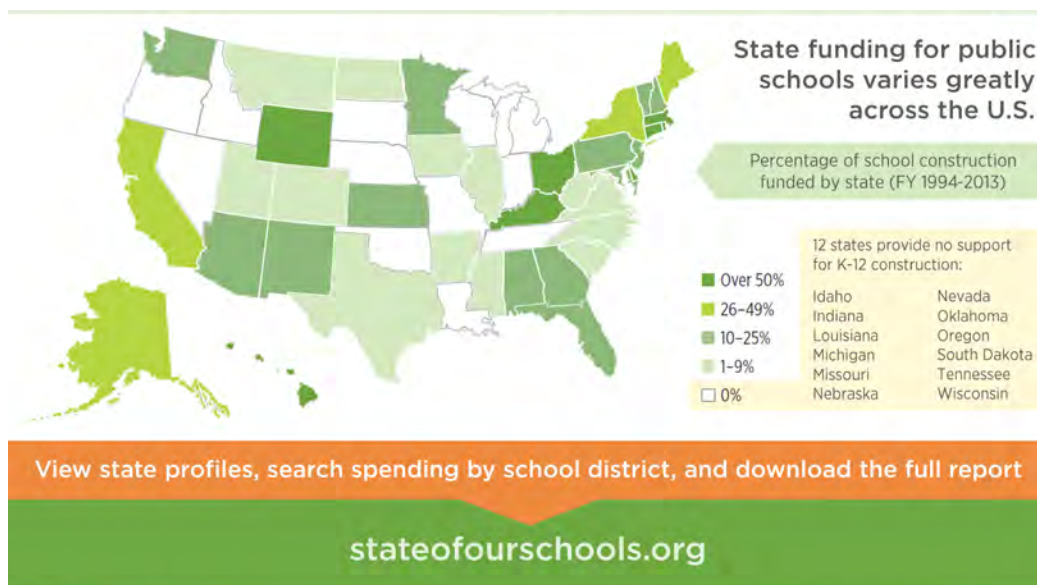 State funding for public
schools varies greatly
across the U.S.
Percentage of school construction
funded by state (FY 1994-2013)
Over 50%
26–49%
10–25%
1–9%
0%
12 states provide no support
for K-12 construction:
Idaho
Indiana
Louisiana
Michigan
Missouri
Nebraska
Nevada
Oklahoma
Oregon
South Dakota
Tennessee
Wisconsin
View state profiles, search spending by school district, and download the full report
stateofourschools.org